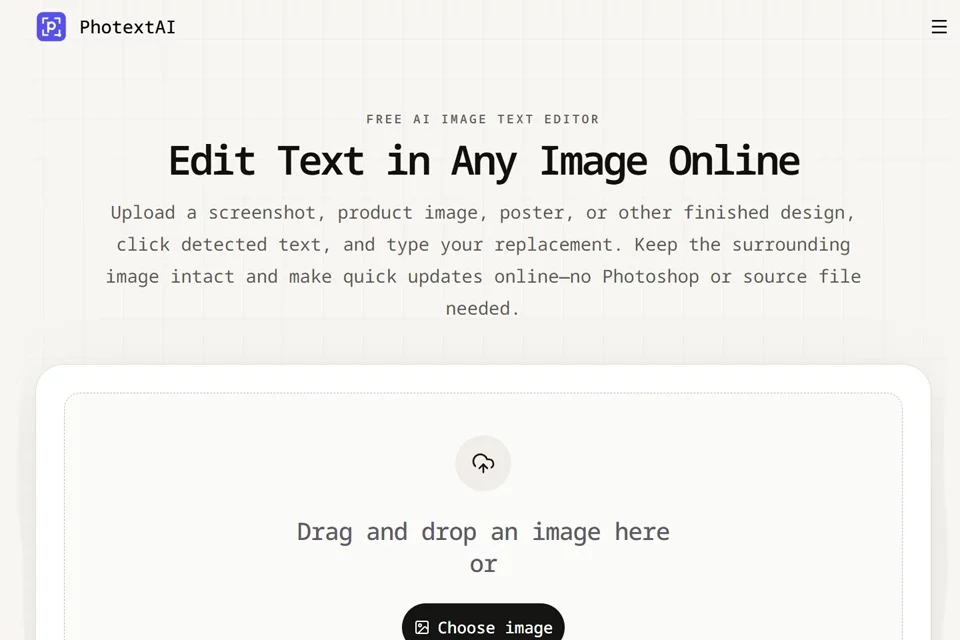 PhotextAI
FREE AI IMAGE TEXT EDITOR
Edit Text in Any Image Online
Upload a screenshot, product image, poster, or other finished design,
click detected text, and type your replacement. Keep the surrounding
image intact and make quick updates online—no Photoshop or source file
needed.
Drag and drop an image here
or
Choose image